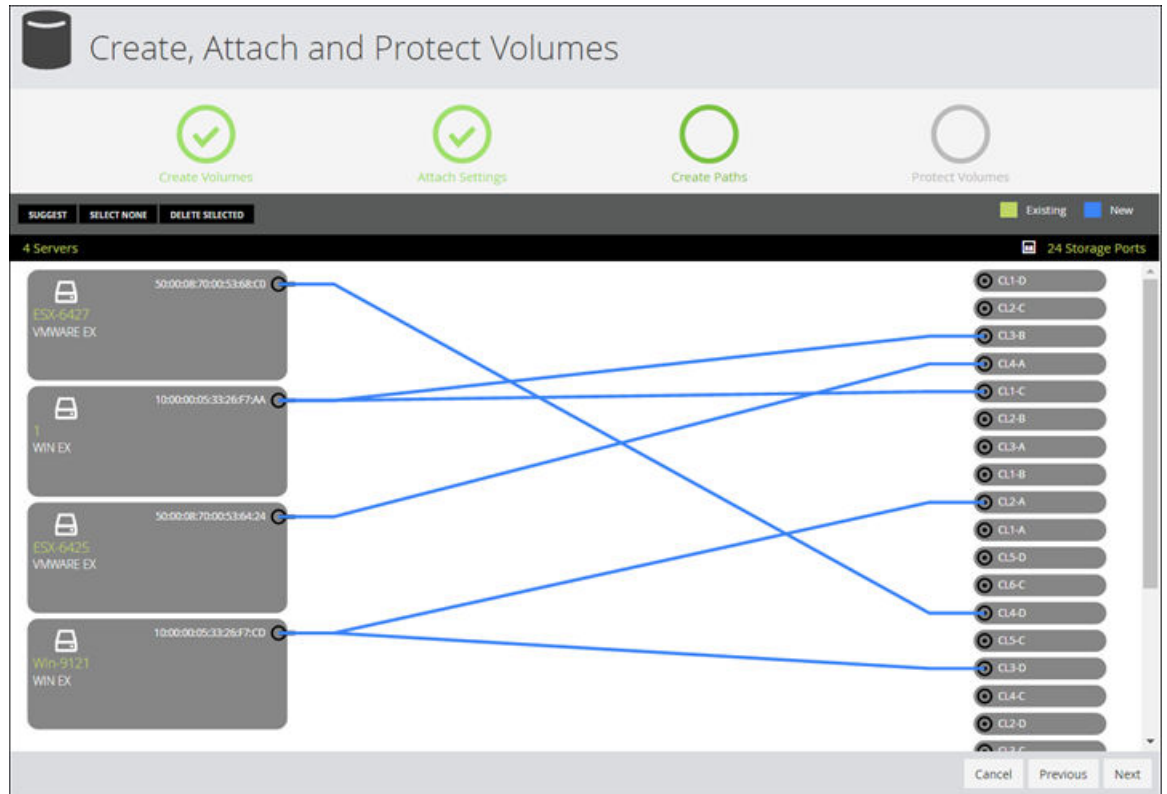 Create, Attach and Protect Volumes
Create Volumes
Attach Settings
Create Paths
Protect Volumes
SUGGEST
SELECT NONE
DELETE SELECTED
Existing
New
4 Servers
24 Storage Ports
50:00:08:70:00:53:68:C0
ESX-6427
VMWARE EX
10:00:00:05:33:26:F7:AA
1
WIN EX
50:00:08:70:00:53:64:24
ESX-6425
VMWARE EX
10:00:00:05:33:26:F7:CD
Win-9121
WIN EX
CL1-D
CL2-C
CL3-B
CL4-A
CL1-C
CL2-B
CL3-A
CL1-B
CL2-A
CL1-A
CL5-D
CL6-C
CL4-D
CL5-C
CL3-D
CL4-C
CL2-D
CL3-C
Cancel
Previous
Next